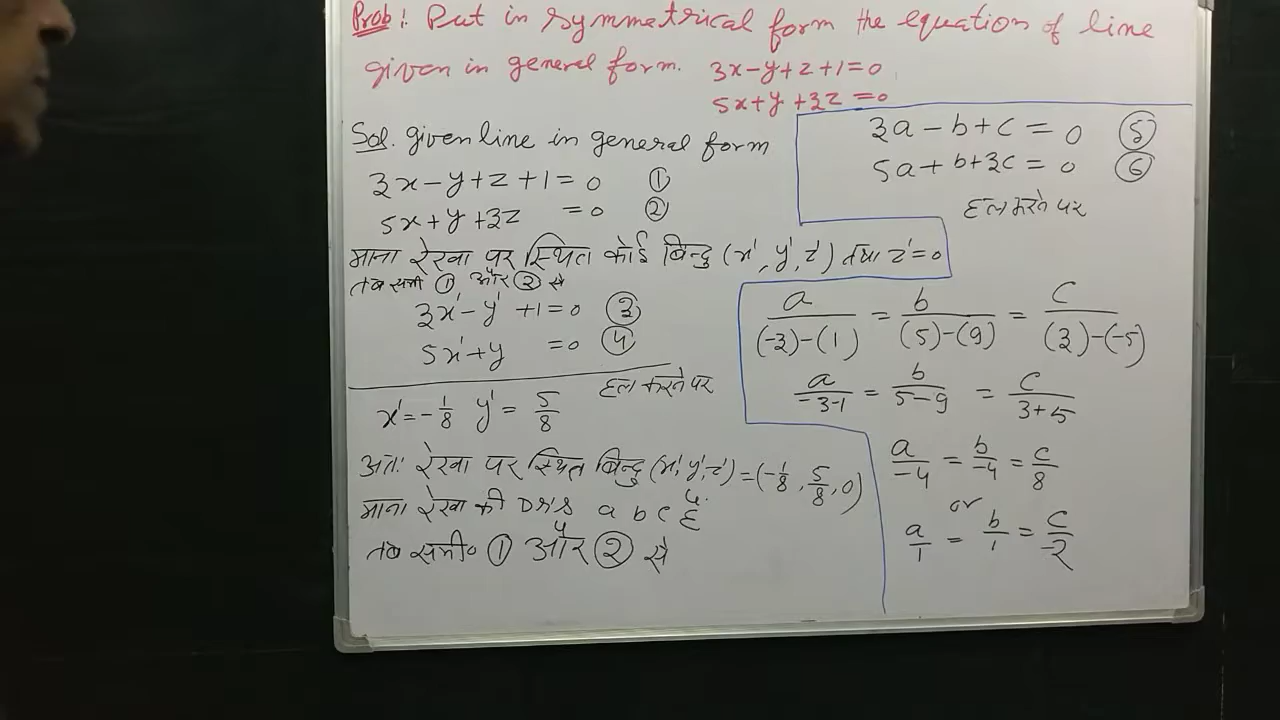 Prob: Put in symmetrical form the equation of line
given in general form. 3x-y+z+1=0
5x+y+3z=0
Sol. given line in general form
3x-y+z+1=0 ①
5x+y+3z =0 ②
माना रेखा पर स्थित कोई बिन्दु (x', y', z') तथा z'=0
तब समी ① और ② से
3x'-y' +1=0 ③
5x'+y =0 ④
हल करने पर
x'=-1/8 y'=5/8
अतः रेखा पर स्थित बिन्दु (x', y', z')=(-1/8, 5/8, 0)
माना रेखा की DR's a b c हैं
तब समी० ① और ② से
3a-b+c=0 ⑤
5a+b+3c=0 ⑥
हल करने पर
a/(-3)-(1) = b/(5)-(9) = c/(3)-(-5)
a/-3-1 = b/5-9 = c/3+5
a/-4 = b/-4 = c/8
or
a/1 = b/1 = c/-2